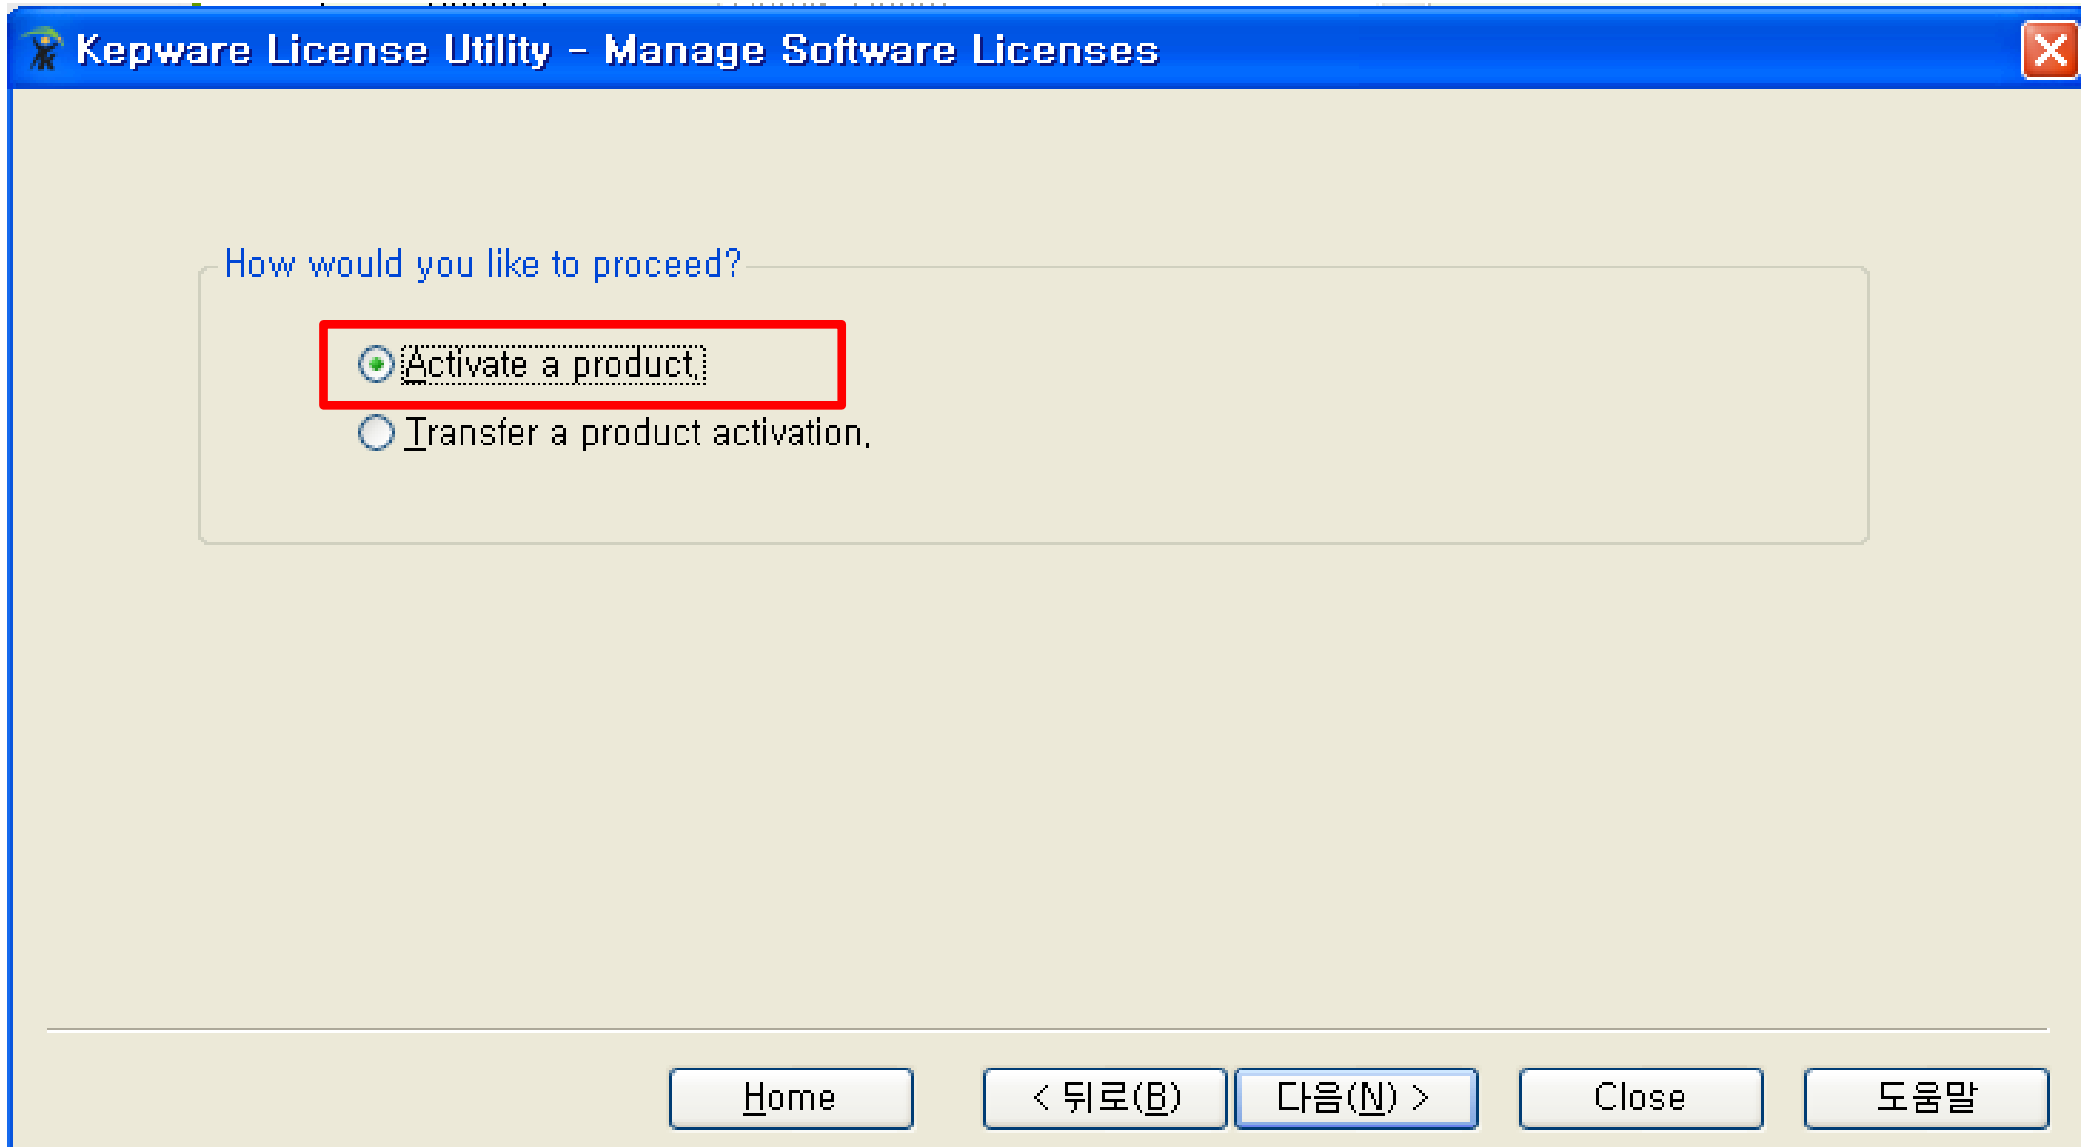 Kepware License Utility - Manage Software Licenses
How would you like to proceed?
Activate a product.
Transfer a product activation.
Home
< 뒤로(B)
다음(N) >
Close
도움말